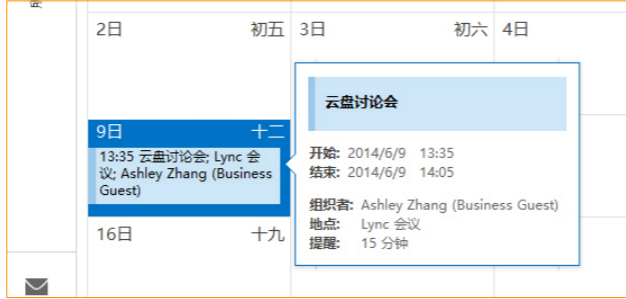 2日 初五 3日 初六 4日
云盘讨论会
9日 十二
13:35 云盘讨论会; Lync 会
议; Ashley Zhang (Business
Guest)
开始: 2014/6/9 13:35
结束: 2014/6/9 14:05
组织者: Ashley Zhang (Business Guest)
地点: Lync 会议
提醒: 15 分钟
16日 十九